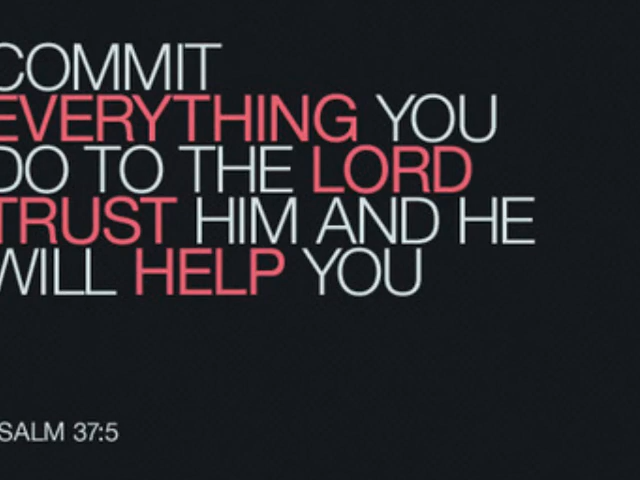 COMMIT
EVERYTHING YOU
DO TO THE LORD
TRUST HIM AND HE
WILL HELP YOU
SALM 37:5